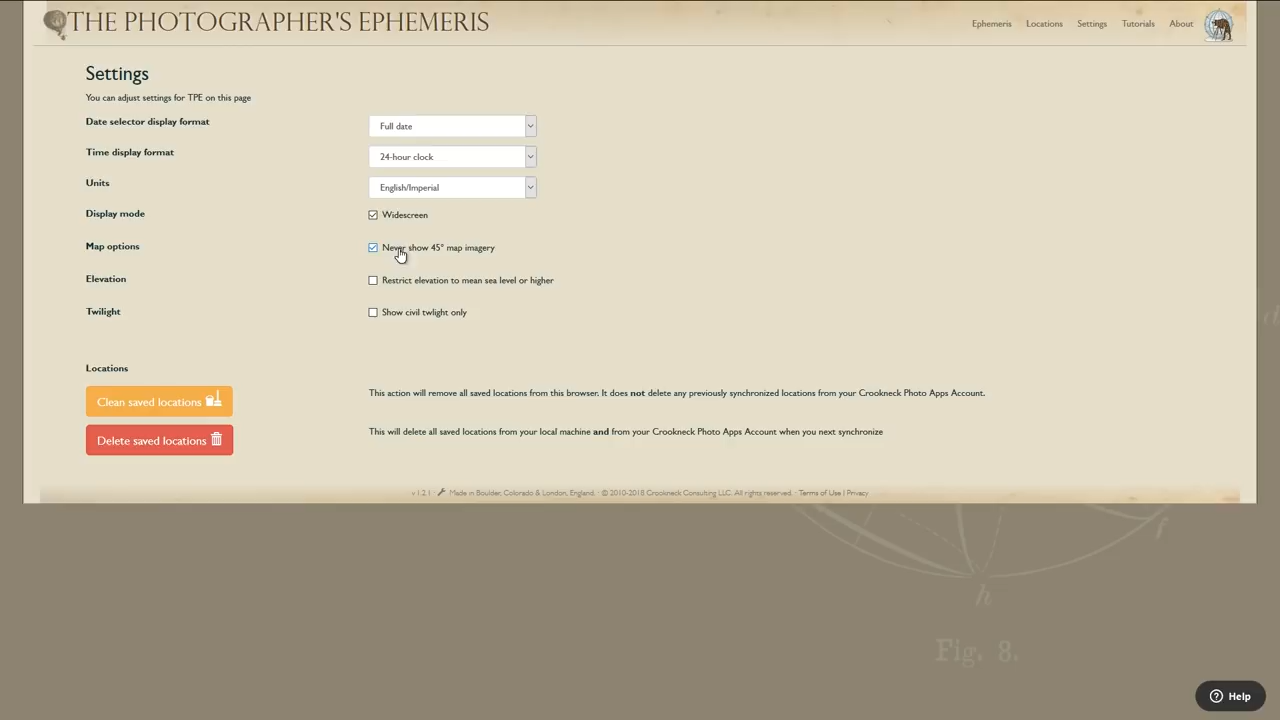 THE PHOTOGRAPHER'S EPHEMERIS
Ephemeris Locations Settings Tutorials About
Settings
You can adjust settings for TPE on this page
Date selector display format Full date
Time display format 24-hour clock
Units English/Imperial
Display mode Widescreen
Map options Never show 45° map imagery
Elevation Restrict elevation to mean sea level or higher
Twilight Show civil twlight only
Locations
Clean saved locations This action will remove all saved locations from this browser. It does not delete any previously synchronized locations from your Crookneck Photo Apps Account.
Delete saved locations This will delete all saved locations from your local machine and from your Crookneck Photo Apps Account when you next synchronize
v 1.2.1 · Made in Boulder, Colorado & London, England. · © 2010-2018 Crookneck Consulting LLC. All rights reserved. · Terms of Use | Privacy
f
h
Fig. 8.
Help